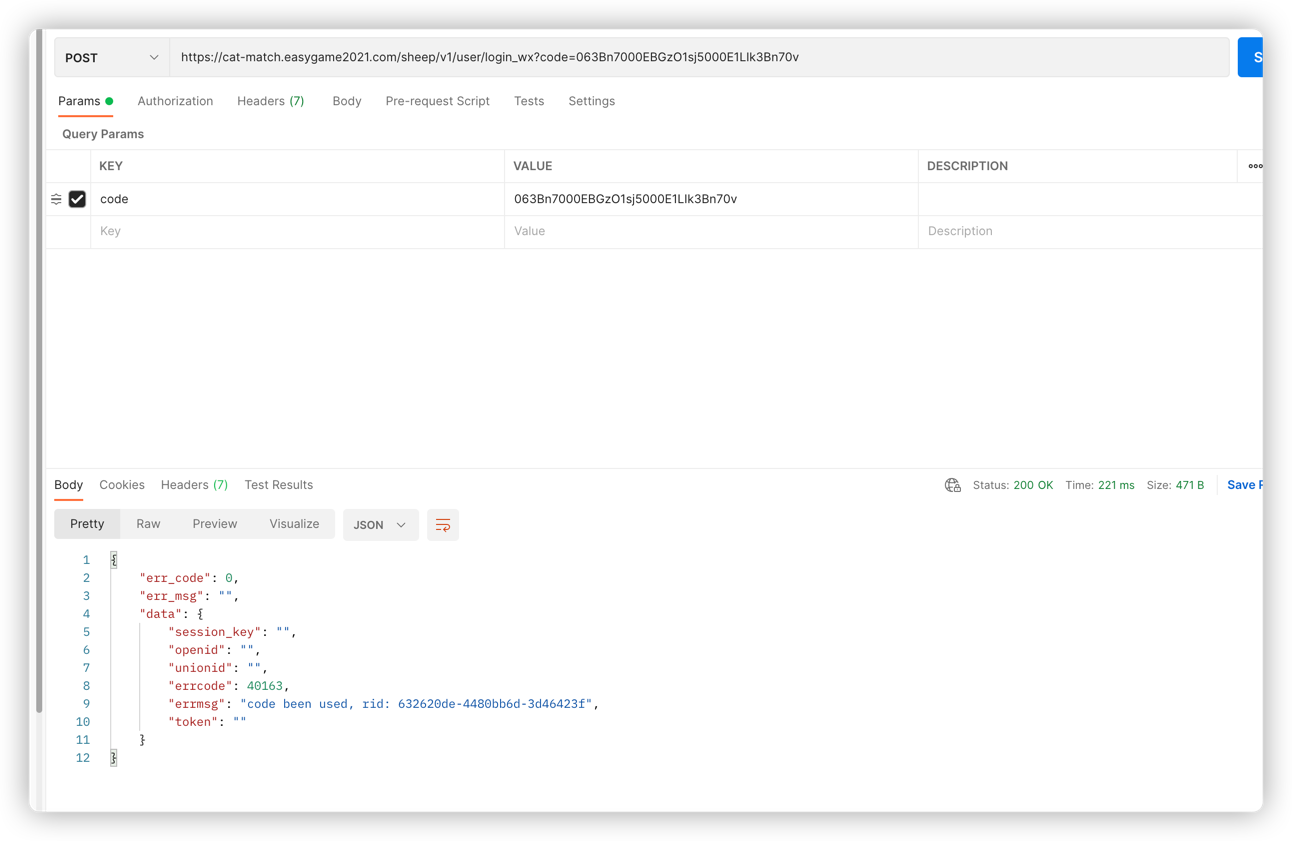 POST https://cat-match.easygame2021.com/sheep/v1/user/login_wx?code=063Bn7000EBGzO1sj5000E1LIk3Bn70v S
Params Authorization Headers (7) Body Pre-request Script Tests Settings
Query Params
KEY VALUE DESCRIPTION
code 063Bn7000EBGzO1sj5000E1LIk3Bn70v
Key Value Description
Body Cookies Headers (7) Test Results Status: 200 OK Time: 221 ms Size: 471 B Save
Pretty Raw Preview Visualize JSON
1 {
2 "err_code": 0,
3 "err_msg": "",
4 "data": {
5 "session_key": "",
6 "openid": "",
7 "unionid": "",
8 "errcode": 40163,
9 "errmsg": "code been used, rid: 632620de-4480bb6d-3d46423f",
10 "token": ""
11 }
12 }